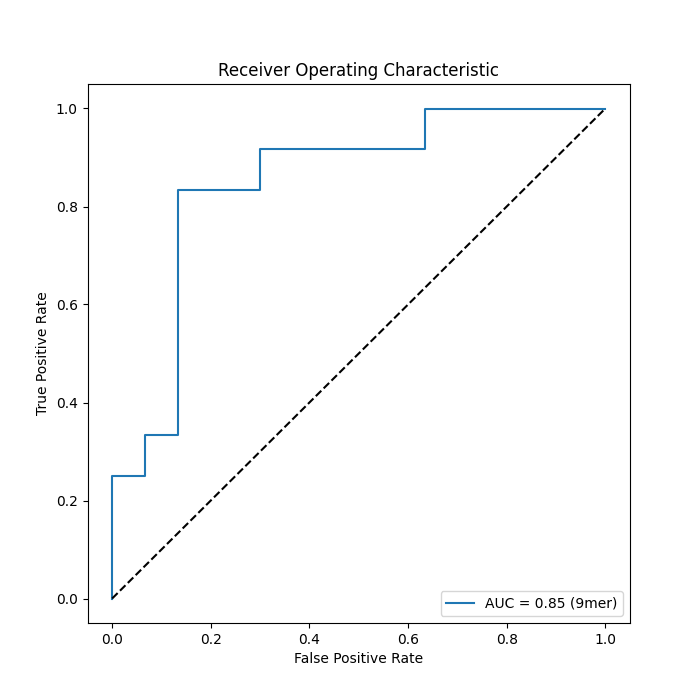 Receiver Operating Characteristic
1.0
0.8
0.6
0.4
0.2
0.0
True Positive Rate
AUC = 0.85 (9mer)
0.0 0.2 0.4 0.6 0.8 1.0
False Positive Rate